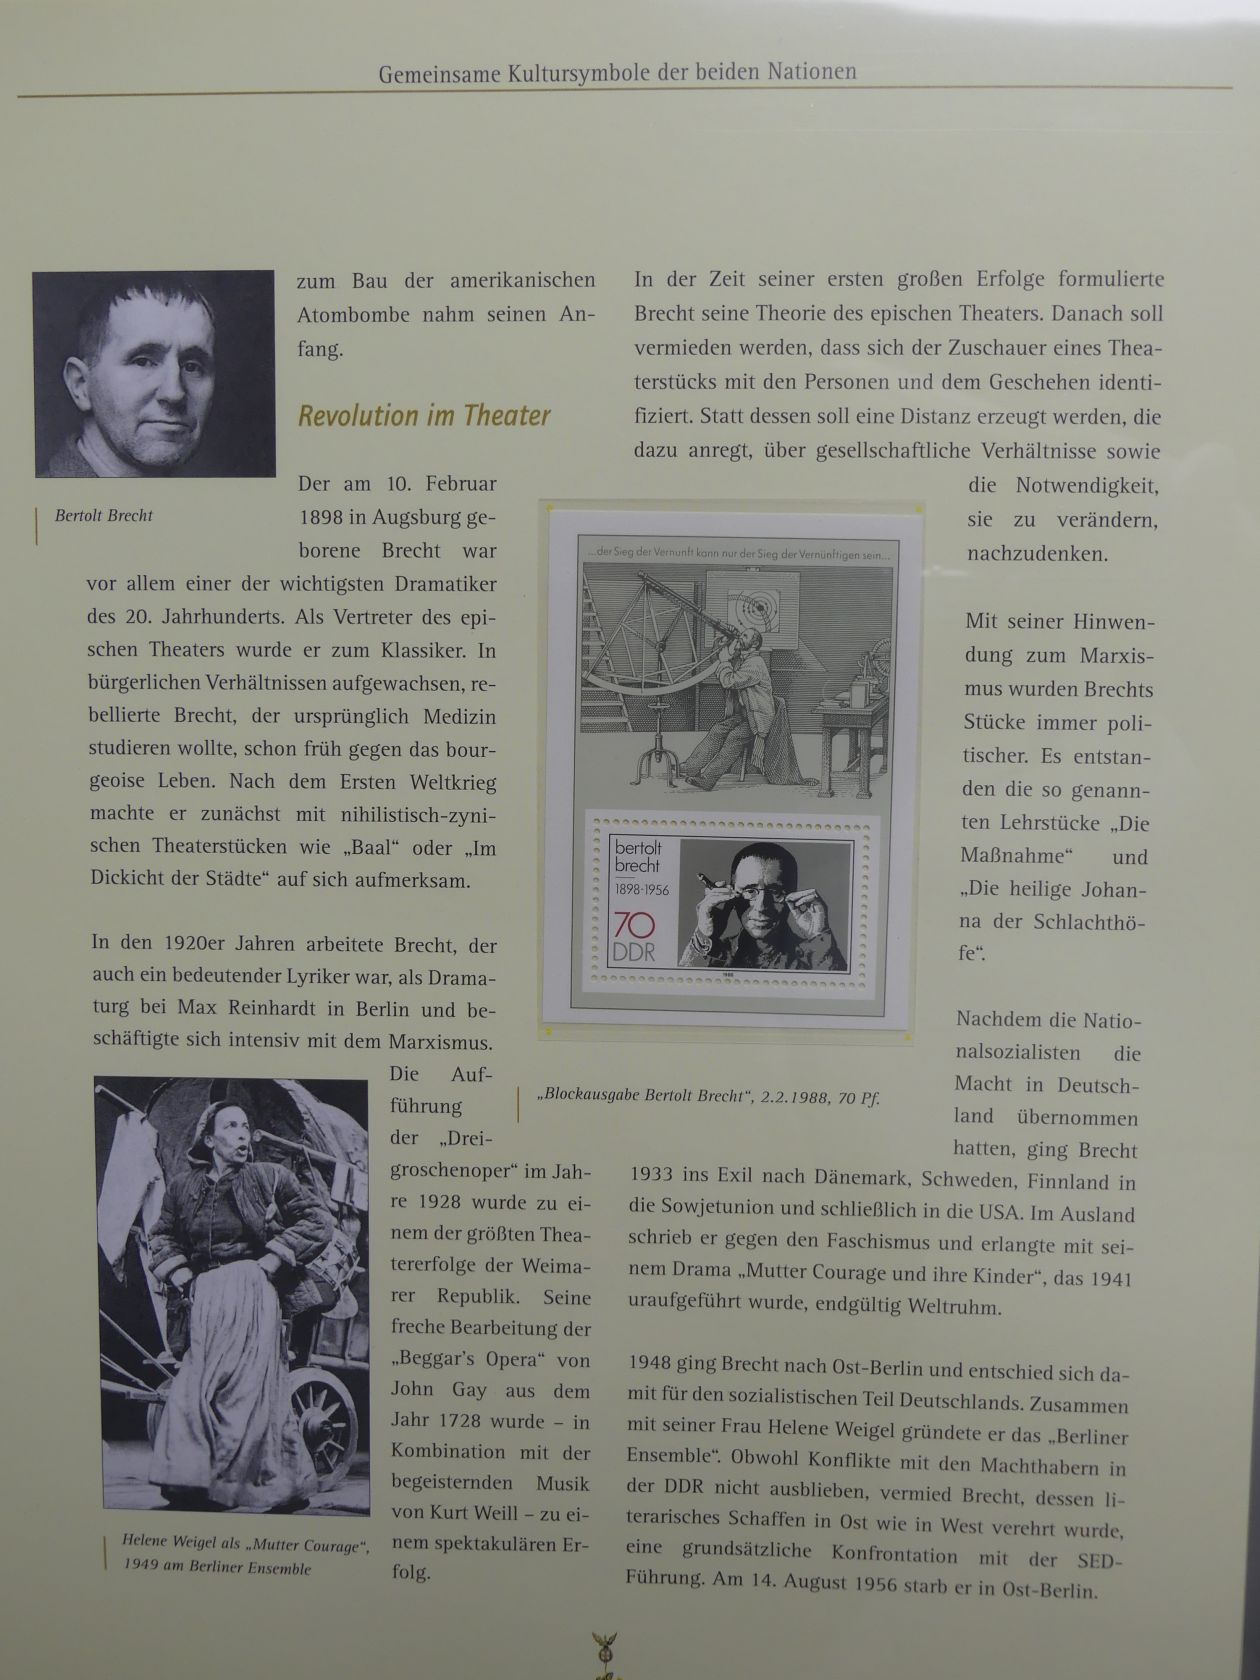 Gemeinsame Kultursymbole der beiden Nationen
zum Bau der amerikanischen
Atombombe nahm seinen An-
fang.
Bertolt Brecht
Revolution im Theater
Der am 10. Februar
1898 in Augsburg ge-
borene Brecht war
vor allem einer der wichtigsten Dramatiker
des 20. Jahrhunderts. Als Vertreter des epi-
schen Theaters wurde er zum Klassiker. In
bürgerlichen Verhältnissen aufgewachsen, re-
bellierte Brecht, der ursprünglich Medizin
studieren wollte, schon früh gegen das bour-
geoise Leben. Nach dem Ersten Weltkrieg
machte er zunächst mit nihilistisch-zyni-
schen Theaterstücken wie „Baal“ oder „Im
Dickicht der Städte“ auf sich aufmerksam.
In den 1920er Jahren arbeitete Brecht, der
auch ein bedeutender Lyriker war, als Drama-
turg bei Max Reinhardt in Berlin und be-
schäftigte sich intensiv mit dem Marxismus.
Die Auf-
führung
der „Drei-
groschenoper“ im Jah-
re 1928 wurde zu ei-
nem der größten Thea-
tererfolge der Weima-
rer Republik. Seine
freche Bearbeitung der
„Beggar's Opera“ von
John Gay aus dem
Jahr 1728 wurde – in
Kombination mit der
begeisternden Musik
von Kurt Weill – zu ei-
nem spektakulären Er-
folg.
Helene Weigel als „Mutter Courage“,
1949 am Berliner Ensemble
In der Zeit seiner ersten großen Erfolge formulierte
Brecht seine Theorie des epischen Theaters. Danach soll
vermieden werden, dass sich der Zuschauer eines Thea-
terstücks mit den Personen und dem Geschehen identi-
fiziert. Statt dessen soll eine Distanz erzeugt werden, die
dazu anregt, über gesellschaftliche Verhältnisse sowie
die Notwendigkeit,
sie zu verändern,
nachzudenken.
...der Sieg der Vernunft kann nur der Sieg der Vernünftigen sein...
bertolt
brecht
1898-1956
70
DDR
1988
„Blockausgabe Bertolt Brecht“, 2.2.1988, 70 Pf.
Mit seiner Hinwen-
dung zum Marxis-
mus wurden Brechts
Stücke immer poli-
tischer. Es entstan-
den die so genann-
ten Lehrstücke „Die
Maßnahme“ und
„Die heilige Johan-
na der Schlachthö-
fe“.
Nachdem die Natio-
nalsozialisten die
Macht in Deutsch-
land übernommen
hatten, ging Brecht
1933 ins Exil nach Dänemark, Schweden, Finnland in
die Sowjetunion und schließlich in die USA. Im Ausland
schrieb er gegen den Faschismus und erlangte mit sei-
nem Drama „Mutter Courage und ihre Kinder“, das 1941
uraufgeführt wurde, endgültig Weltruhm.
1948 ging Brecht nach Ost-Berlin und entschied sich da-
mit für den sozialistischen Teil Deutschlands. Zusammen
mit seiner Frau Helene Weigel gründete er das „Berliner
Ensemble“. Obwohl Konflikte mit den Machthabern in
der DDR nicht ausblieben, vermied Brecht, dessen li-
terarisches Schaffen in Ost wie in West verehrt wurde,
eine grundsätzliche Konfrontation mit der SED-
Führung. Am 14. August 1956 starb er in Ost-Berlin.